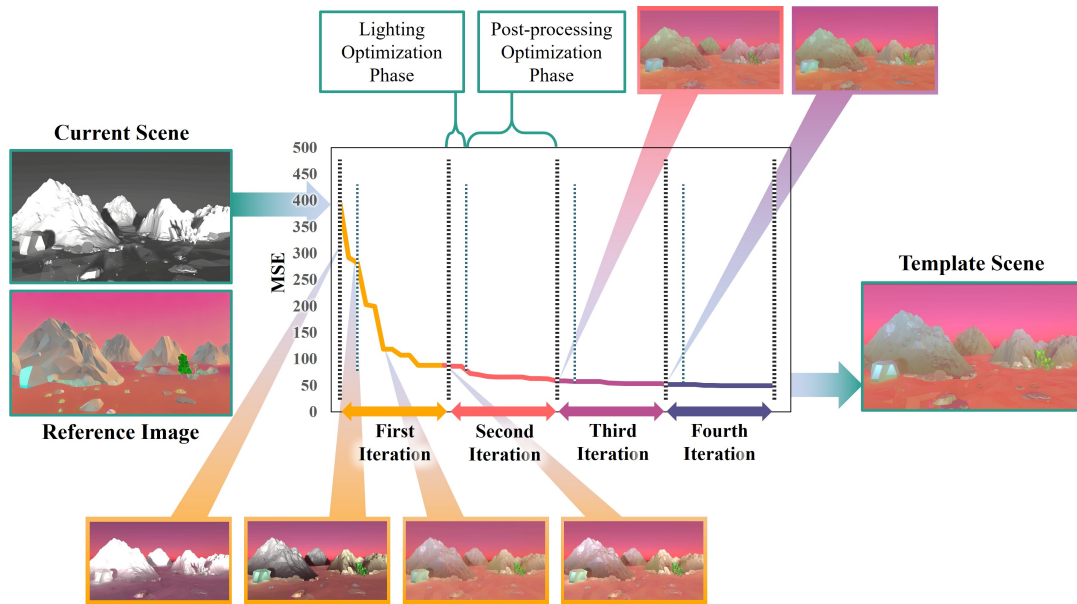 Lighting
Optimization
Phase
Post-processing
Optimization
Phase
Current Scene
Reference Image
500
450
400
350
300
250
200
150
100
50
0
MSE
First
Iteration
Second
Iteration
Third
Iteration
Fourth
Iteration
Template Scene